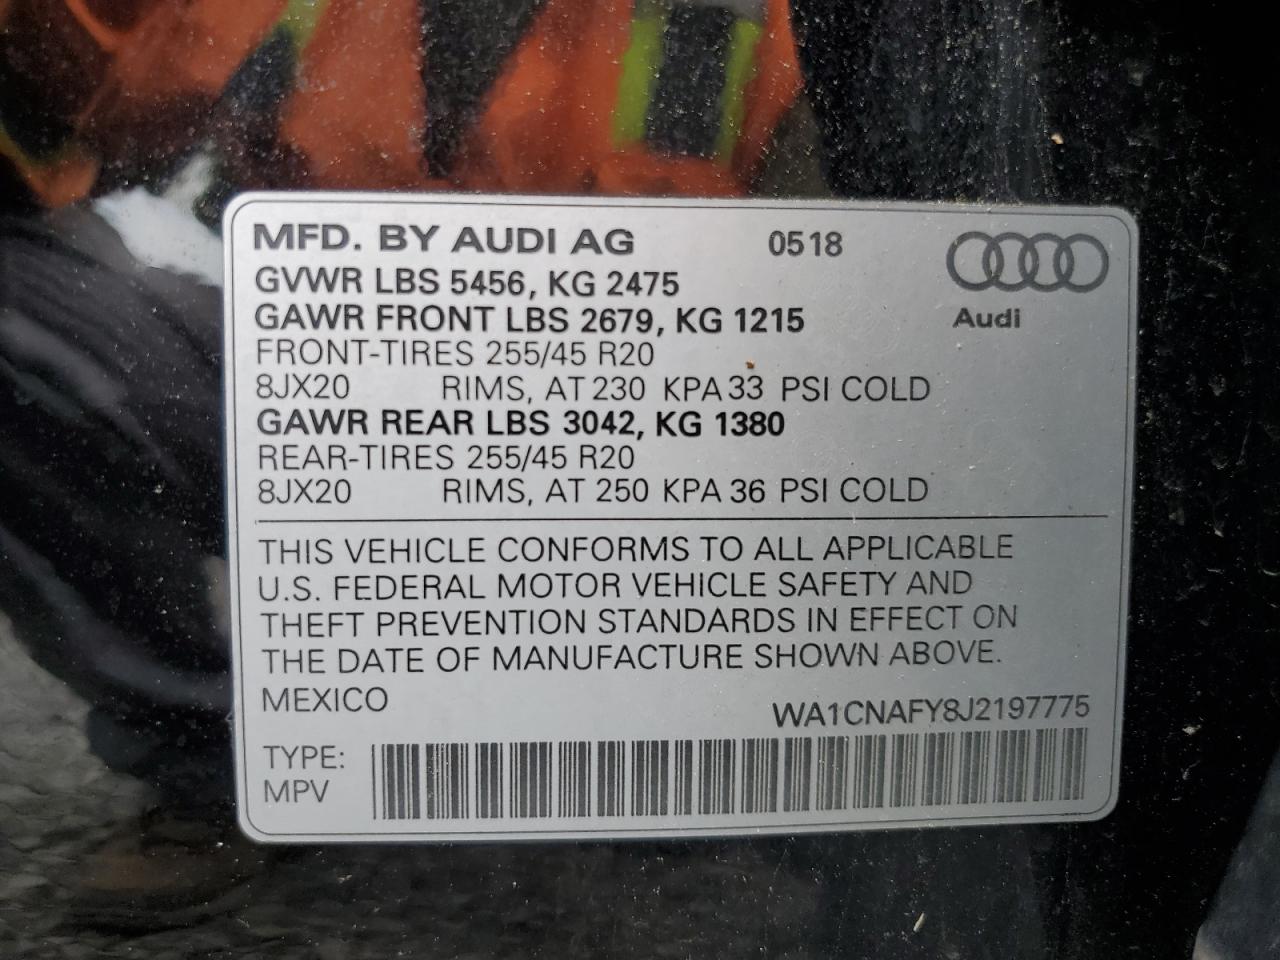 MFD. BY AUDI AG 0518
GVWR LBS 5456, KG 2475
GAWR FRONT LBS 2679, KG 1215
Audi
FRONT-TIRES 255/45 R20
8JX20 RIMS, AT 230 KPA 33 PSI COLD
GAWR REAR LBS 3042, KG 1380
REAR-TIRES 255/45 R20
8JX20 RIMS, AT 250 KPA 36 PSI COLD
THIS VEHICLE CONFORMS TO ALL APPLICABLE
U.S. FEDERAL MOTOR VEHICLE SAFETY AND
THEFT PREVENTION STANDARDS IN EFFECT ON
THE DATE OF MANUFACTURE SHOWN ABOVE.
MEXICO WA1CNAFY8J2197775
TYPE:
MPV